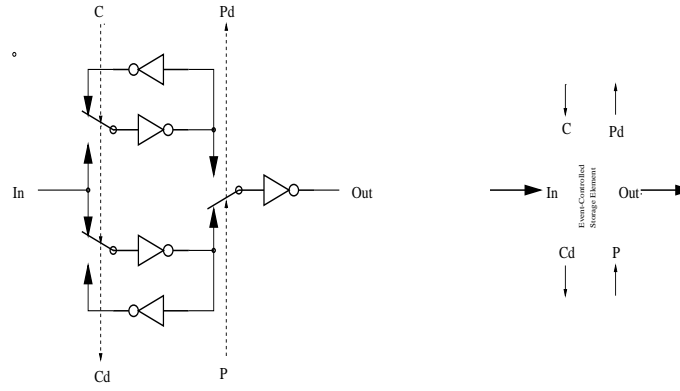 C
Pd
In
Out
Cd
P
C
Pd
In
Event-Controlled
Storage Element
Out
Cd
P